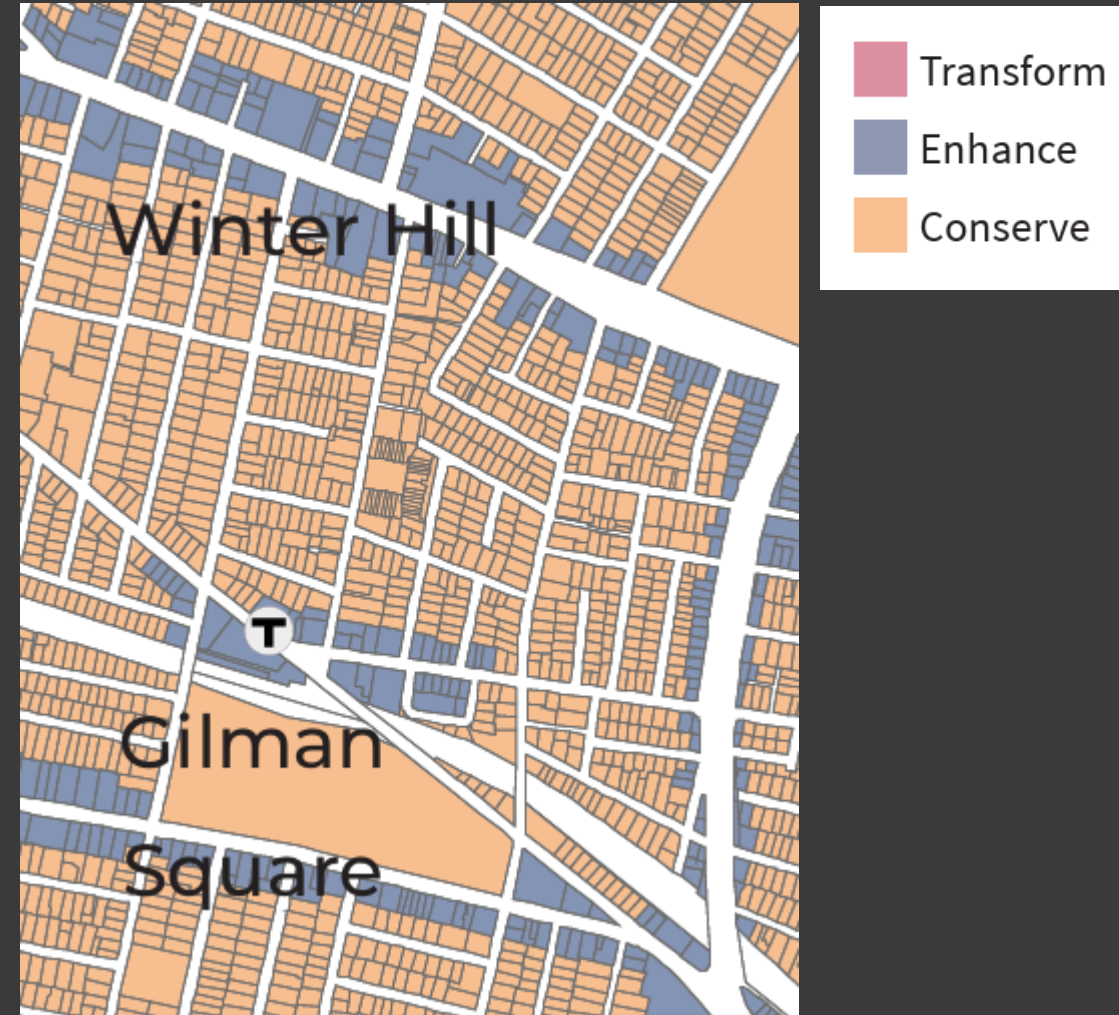 Transform
Enhance
Conserve
Winter Hill
T
Gilman
Square